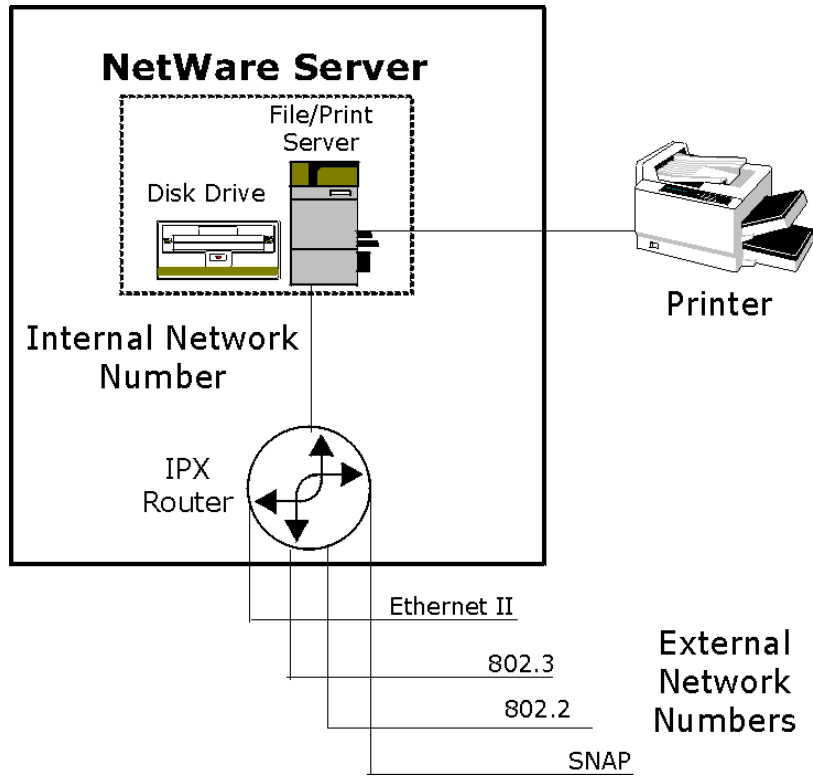 NetWare Server
File/Print
Server
Disk Drive
Printer
Internal Network
Number
IPX
Router
Ethernet II
802.3
802.2
SNAP
External
Network
Numbers